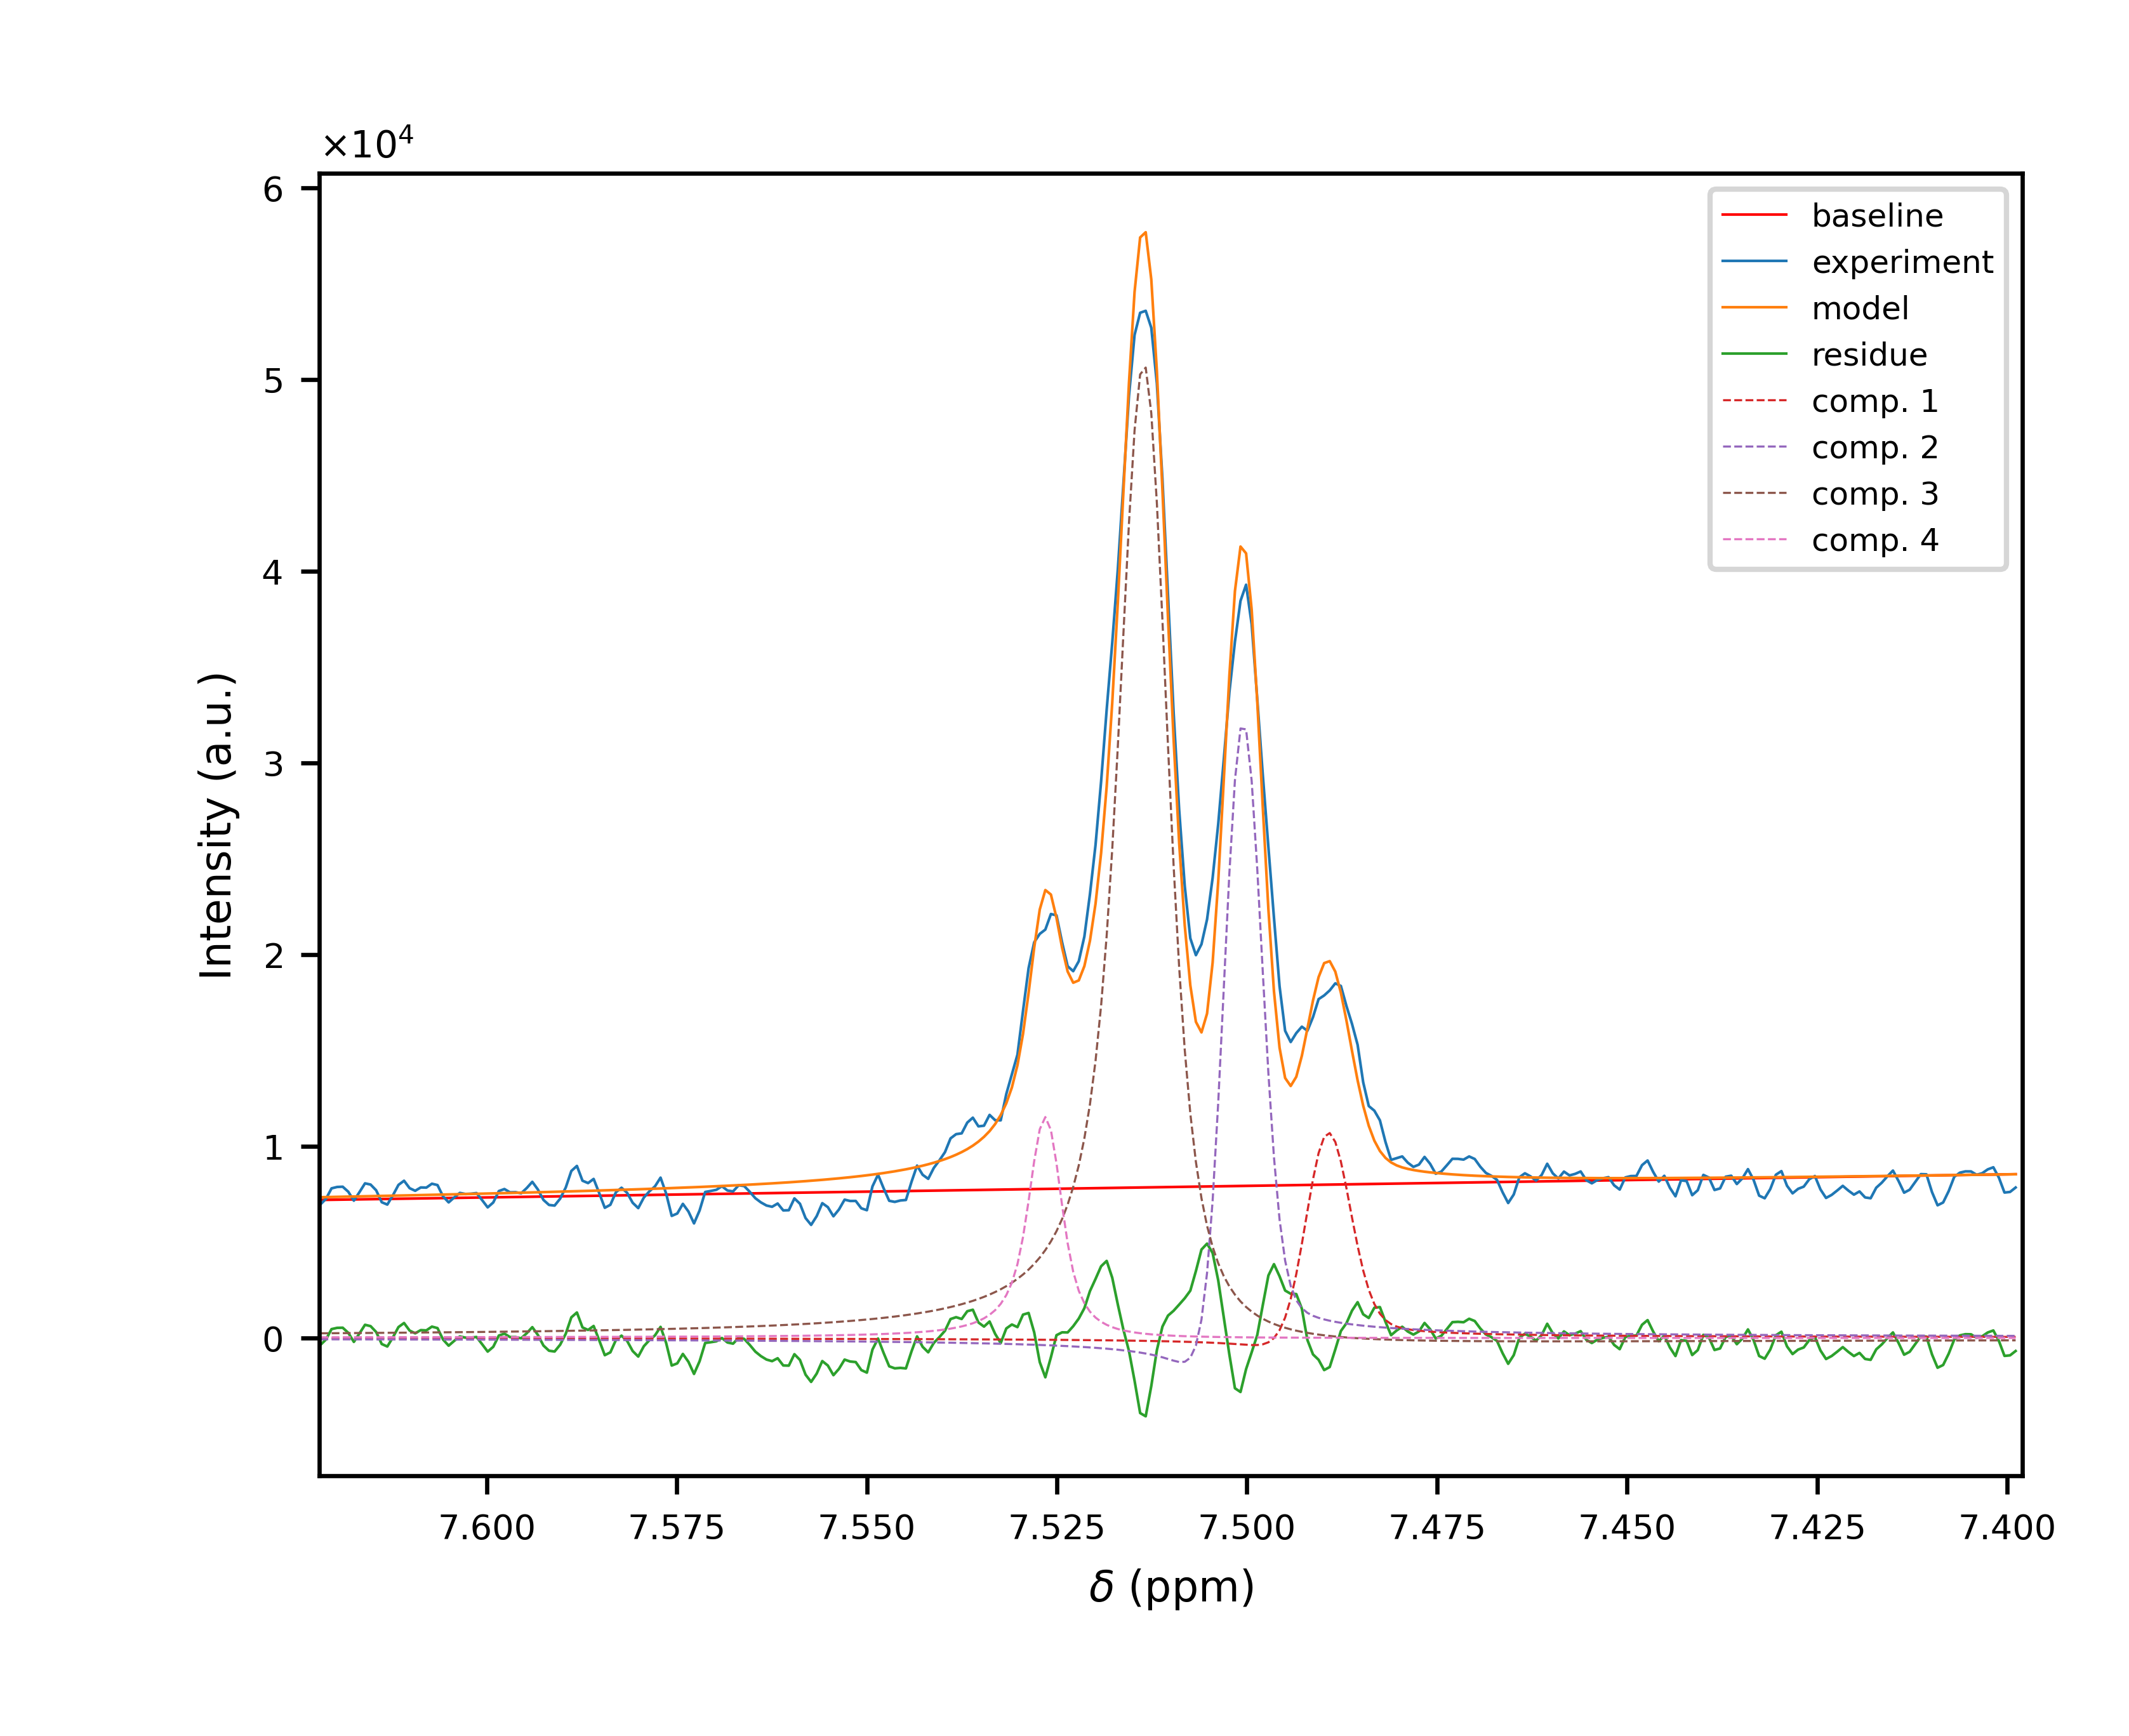 ×10⁴
6
5
4
3
2
1
0
Intensity (a.u.)
baseline
experiment
model
residue
comp. 1
comp. 2
comp. 3
comp. 4
7.600 7.575 7.550 7.525 7.500 7.475 7.450 7.425 7.400
δ (ppm)